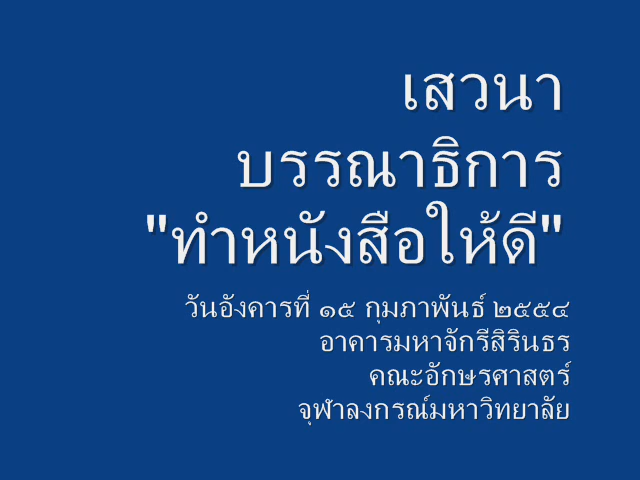 เสวนา
บรรณาธิการ
"ทำหนังสือให้ดี"
วันอังคารที่ ๑๕ กุมภาพันธ์ ๒๕๕๔
อาคารมหาจักรีสิรินธร
คณะอักษรศาสตร์
จุฬาลงกรณ์มหาวิทยาลัย